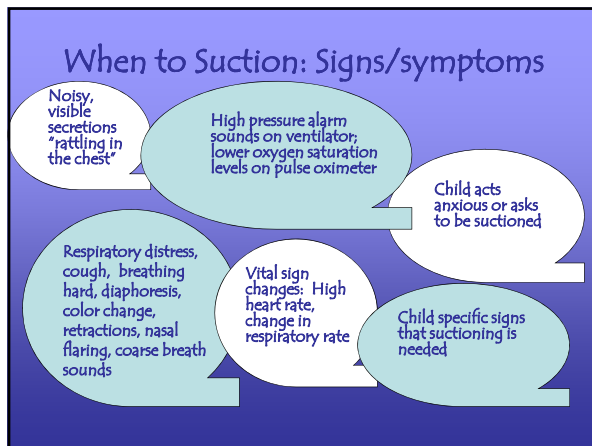 When to Suction: Signs/symptoms
Noisy,
visible
secretions
"rattling in
the chest"
High pressure alarm
sounds on ventilator;
lower oxygen saturation
levels on pulse oximeter
Child acts
anxious or asks
to be suctioned
Respiratory distress,
cough, breathing
hard, diaphoresis,
color change,
retractions, nasal
flaring, coarse breath
sounds
Vital sign
changes: High
heart rate,
change in
respiratory rate
Child specific signs
that suctioning is
needed